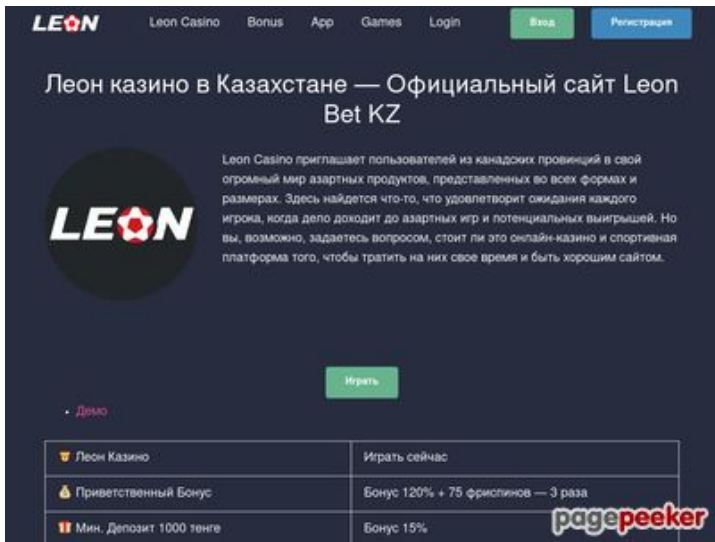 LEON Leon Casino Bonus App Games Login Вход Регистрация
Леон казино в Казахстане — Официальный сайт Leon
Bet KZ
LEON
Leon Casino приглашает пользователей из канадских провинций в свой
огромный мир азартных продуктов, представленных во всех формах и
размерах. Здесь найдется что-то, что удовлетворит ожидания каждого
игрока, когда дело доходит до азартных игр и потенциальных выигрышей. Но
вы, возможно, задаетесь вопросом, стоит ли это онлайн-казино и спортивная
платформа того, чтобы тратить на них свое время и быть хорошим сайтом.
Играть
Демо
Леон Казино Играть сейчас
Приветственный Бонус Бонус 120% + 75 фриспинов — 3 раза
Мин. Депозит 1000 тенге Бонус 15%
pagepeeker